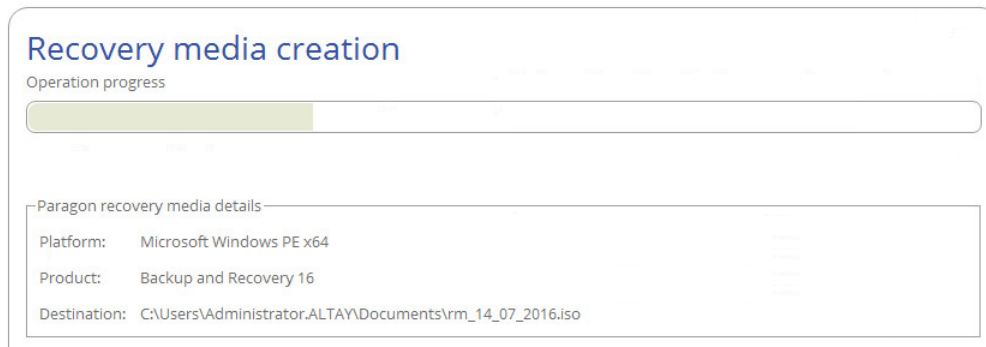 Recovery media creation
Operation progress
Paragon recovery media details
Platform: Microsoft Windows PE x64
Product: Backup and Recovery 16
Destination: C:\Users\Administrator.ALTAY\Documents\rm_14_07_2016.iso